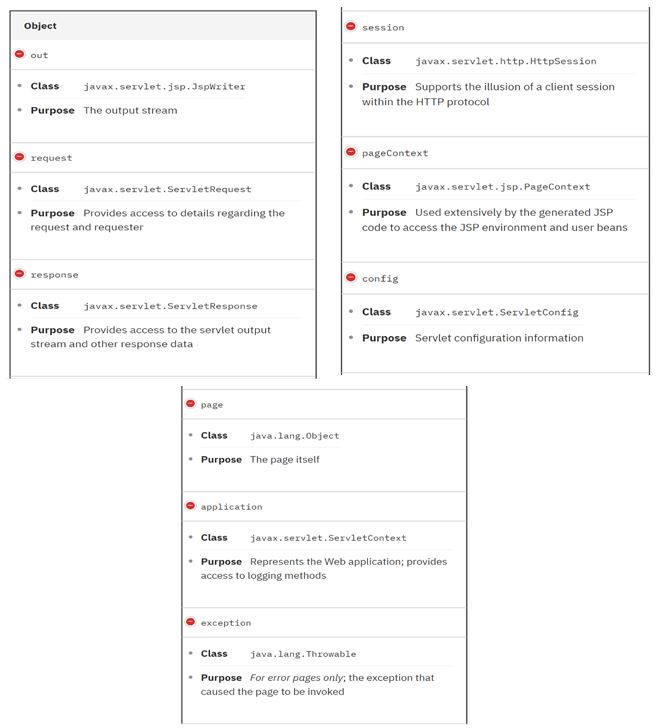 Object
out
Class javax.servlet.jsp.JspWriter
Purpose The output stream
request
Class javax.servlet.ServletRequest
Purpose Provides access to details regarding the
request and requester
response
Class javax.servlet.ServletResponse
Purpose Provides access to the servlet output
stream and other response data
session
Class javax.servlet.http.HttpSession
Purpose Supports the illusion of a client session
within the HTTP protocol
pageContext
Class javax.servlet.jsp.PageContext
Purpose Used extensively by the generated JSP
code to access the JSP environment and user beans
config
Class javax.servlet.ServletConfig
Purpose Servlet configuration information
page
Class java.lang.Object
Purpose The page itself
application
Class javax.servlet.ServletContext
Purpose Represents the Web application; provides
access to logging methods
exception
Class java.lang.Throwable
Purpose For error pages only; the exception that
caused the page to be invoked